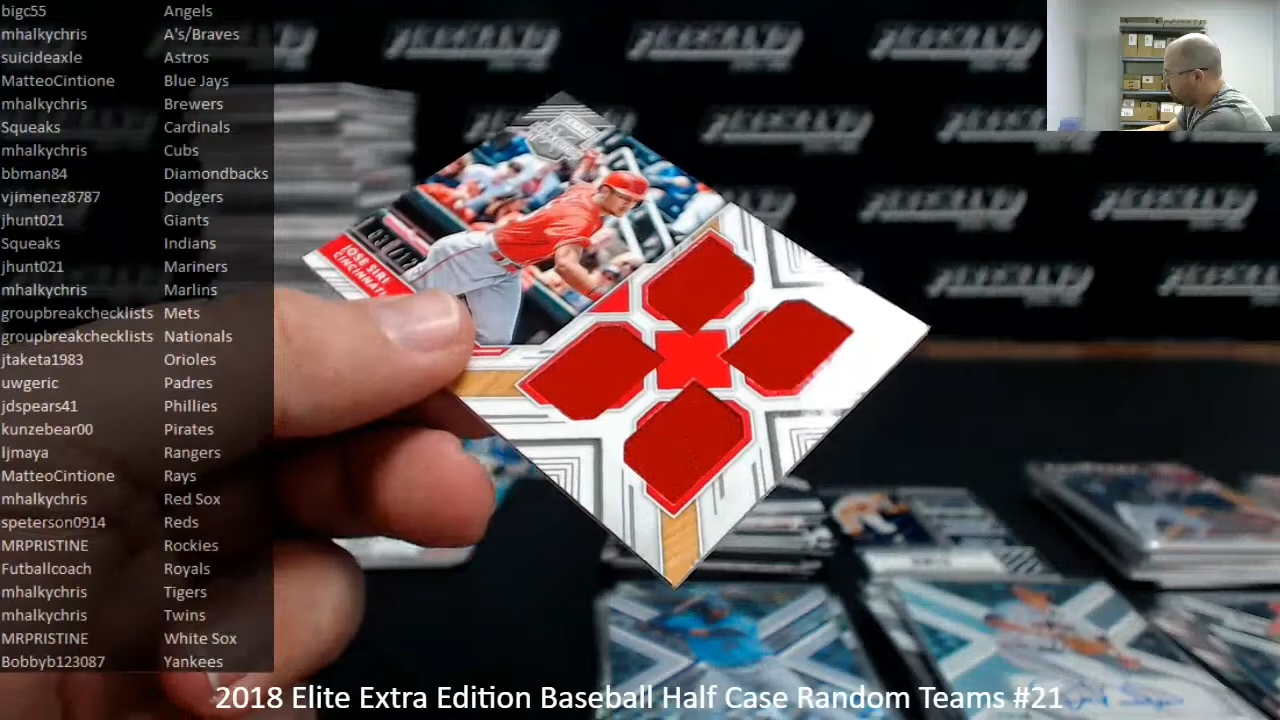 bigc55 Angels
mhalkychris A's/Braves
suicideaxle Astros
MatteoCintione Blue Jays
mhalkychris Brewers
Squeaks Cardinals
mhalkychris Cubs
bbman84 Diamondbacks
vjimenez8787 Dodgers
jhunt021 Giants
Squeaks Indians
jhunt021 Mariners
mhalkychris Marlins
groupbreakchecklists Mets
groupbreakchecklists Nationals
jtaketa1983 Orioles
uwgeric Padres
jdspears41 Phillies
kunzebear00 Pirates
ljmaya Rangers
MatteoCintione Rays
mhalkychris Red Sox
speterson0914 Reds
MRPRISTINE Rockies
Futballcoach Royals
mhalkychris Tigers
mhalkychris Twins
MRPRISTINE White Sox
Bobbyb123087 Yankees
JOSE SIRI
2018 Elite Extra Edition Baseball Half Case Random Teams #21